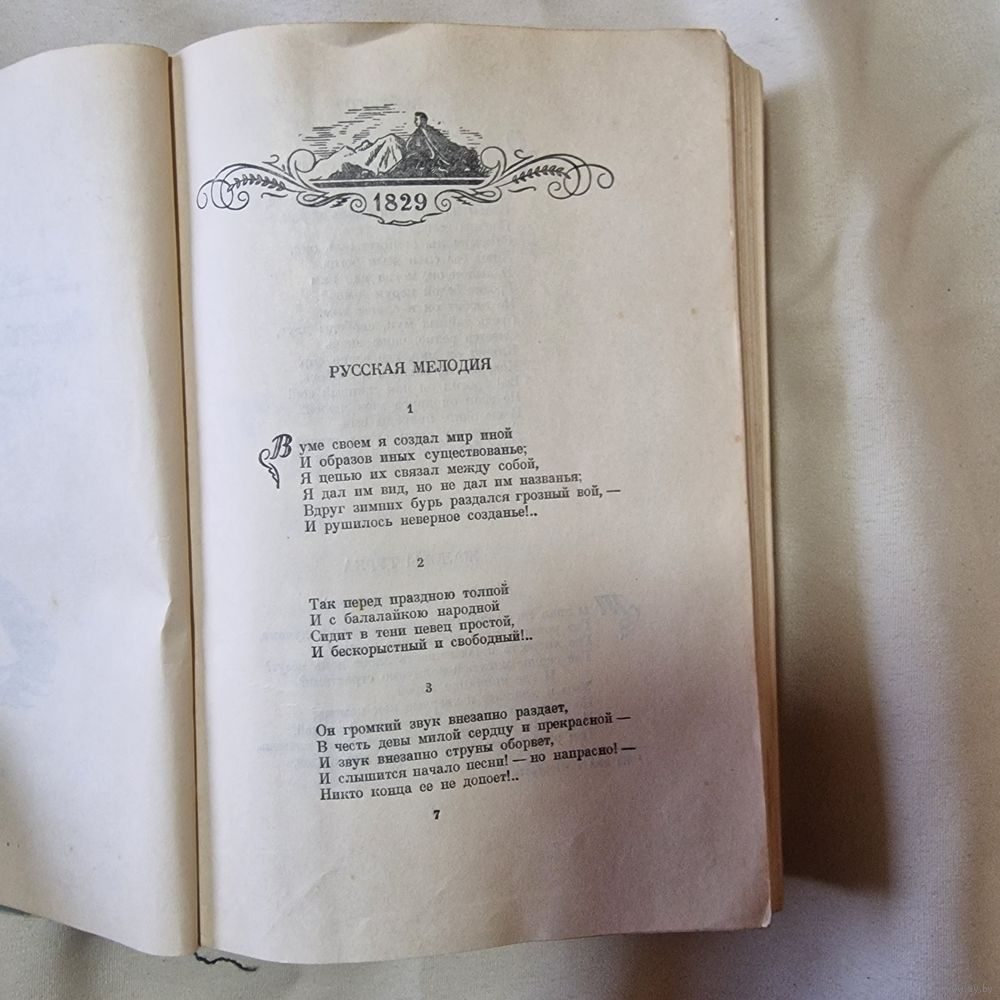 1829
РУССКАЯ МЕЛОДИЯ
1
В уме своем я создал мир иной
И образов иных существованье;
Я цепью их связал между собой,
Я дал им вид, но не дал им названья;
Вдруг зимних бурь раздался грозный вой, —
И рушилось неверное созданье!..
2
Так перед праздною толпой
И с балалайкою народной
Сидит в тени певец простой,
И бескорыстный и свободный!..
3
Он громкий звук внезапно раздает,
В честь девы милой сердцу и прекрасной —
И звук внезапно струны оборвет,
И слышится начало песни! — но напрасно! —
Никто конца ее не допоет!..
7